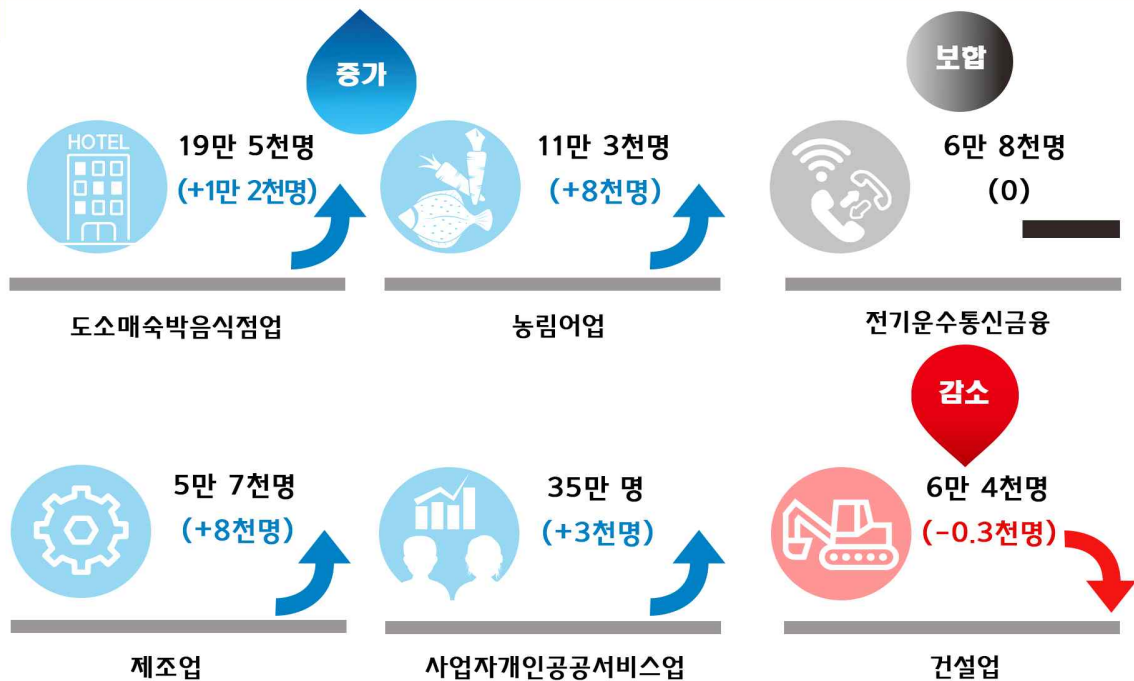 증가
보합
HOTEL
19만 5천명
(+1만 2천명)
11만 3천명
(+8천명)
6만 8천명
(0)
도소매숙박음식점업
농림어업
전기운수통신금융
감소
5만 7천명
(+8천명)
35만 명
(+3천명)
6만 4천명
(-0.3천명)
제조업
사업자개인공공서비스업
건설업